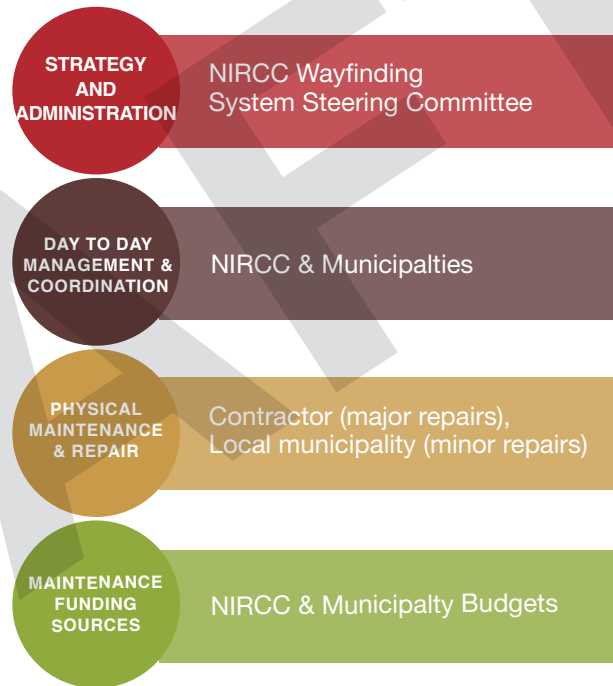 STRATEGY
AND
ADMINISTRATION
NIRCC Wayfinding
System Steering Committee
DAY TO DAY
MANAGEMENT &
COORDINATION
NIRCC & Municipalties
PHYSICAL
MAINTENANCE
& REPAIR
Contractor (major repairs),
Local municipality (minor repairs)
MAINTENANCE
FUNDING
SOURCES
NIRCC & Municipalty Budgets